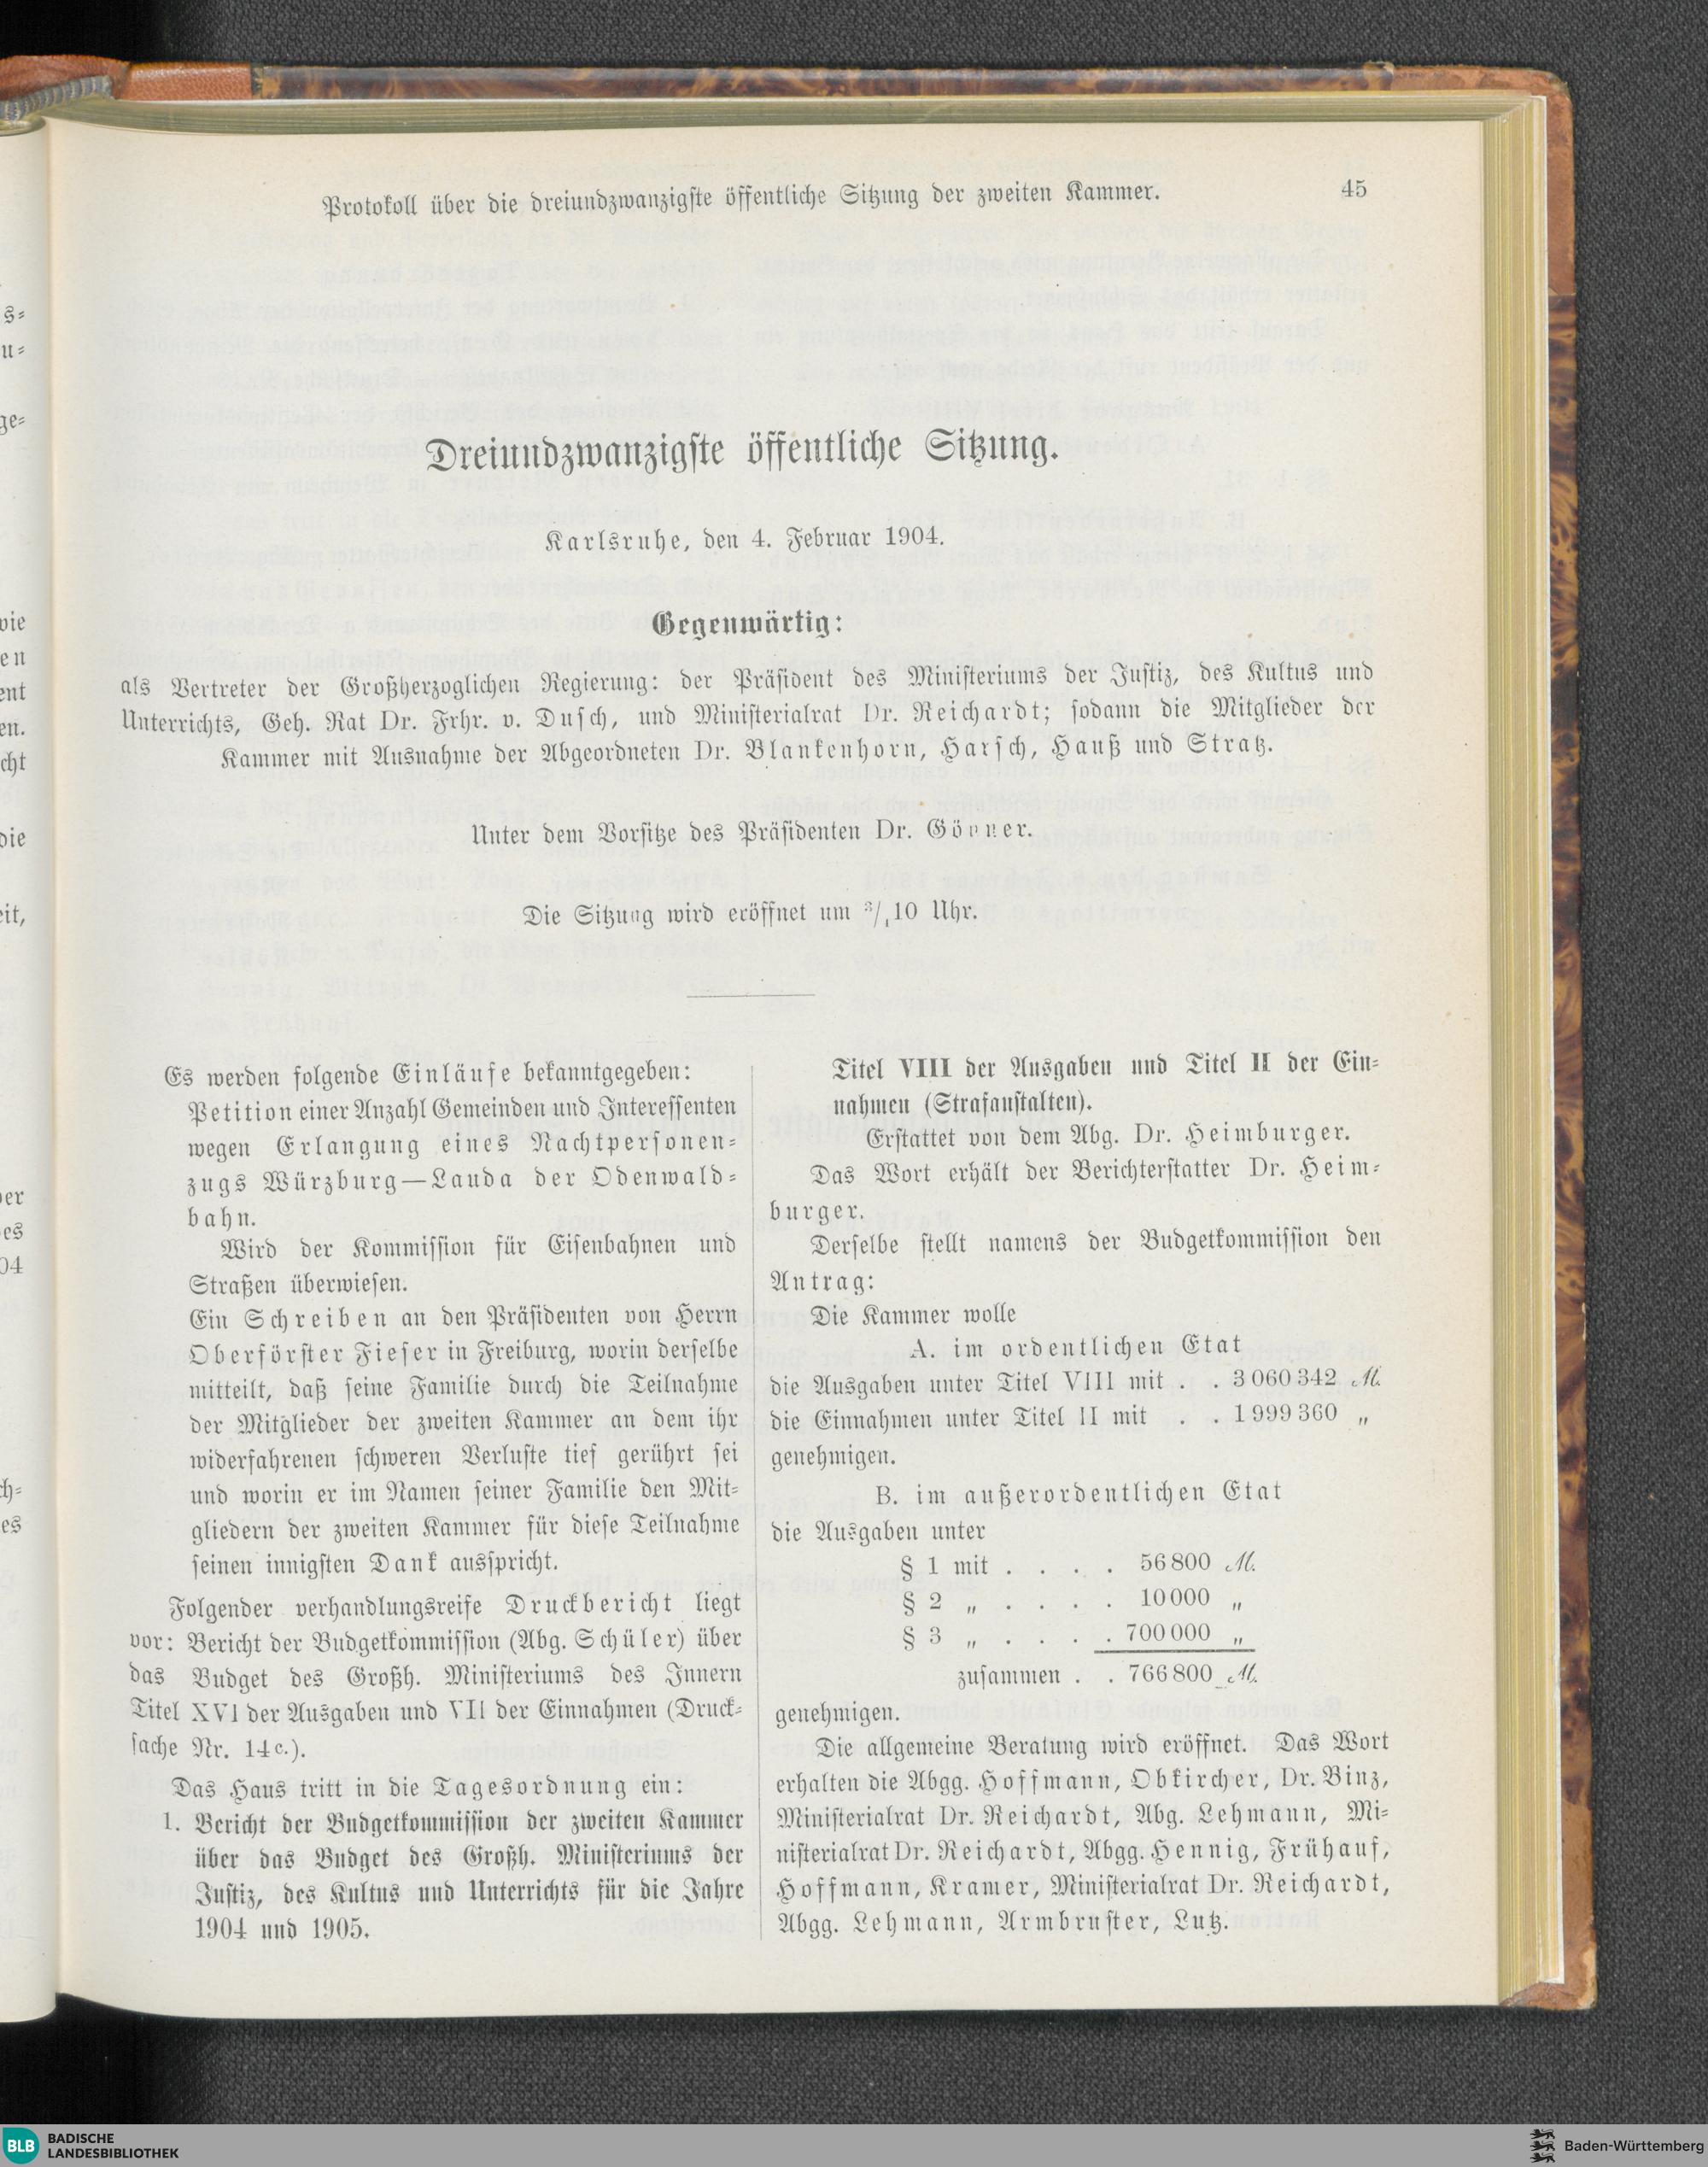 Protokoll über die dreiundzwanzigste öffentliche Sitzung der zweiten Kammer. 45
Dreiundzwanzigste öffentliche Sitzung.
Karlsruhe, den 4. Februar 1904.
Gegenwärtig:
als Vertreter der Großherzoglichen Regierung: der Präsident des Ministeriums der Justiz, des Kultus und
Unterrichts, Geh. Rat Dr. Frhr. v. Dusch, und Ministerialrat Dr. Reichardt; sodann die Mitglieder der
Kammer mit Ausnahme der Abgeordneten Dr. Blankenhorn, Harsch, Hauß und Stratz.
Unter dem Vorsitze des Präsidenten Dr. Gönner.
Die Sitzung wird eröffnet um 3/410 Uhr.
Es werden folgende Einläufe bekanntgegeben:
Petition einer Anzahl Gemeinden und Interessenten
wegen Erlangung eines Nachtpersonen-
zugs Würzburg—Lauda der Odenwald-
bahn.
Wird der Kommission für Eisenbahnen und
Straßen überwiesen.
Ein Schreiben an den Präsidenten von Herrn
Oberförster Fieser in Freiburg, worin derselbe
mitteilt, daß seine Familie durch die Teilnahme
der Mitglieder der zweiten Kammer an dem ihr
widerfahrenen schweren Verluste tief gerührt sei
und worin er im Namen seiner Familie den Mit-
gliedern der zweiten Kammer für diese Teilnahme
seinen innigsten Dank ausspricht.
Folgender verhandlungsreife Druckbericht liegt
vor: Bericht der Budgetkommission (Abg. Schüler) über
das Budget des Großh. Ministeriums des Innern
Titel XVI der Ausgaben und VII der Einnahmen (Druck-
sache Nr. 14c.).
Das Haus tritt in die Tagesordnung ein:
1. Bericht der Budgetkommission der zweiten Kammer
über das Budget des Großh. Ministeriums der
Justiz, des Kultus und Unterrichts für die Jahre
1904 und 1905.
Titel VIII der Ausgaben und Titel II der Ein-
nahmen (Strafanstalten).
Erstattet von dem Abg. Dr. Heimburger.
Das Wort erhält der Berichterstatter Dr. Heim-
burger.
Derselbe stellt namens der Budgetkommission den
Antrag:
Die Kammer wolle
A. im ordentlichen Etat
die Ausgaben unter Titel VIII mit . . 3 060 342 ℳ.
die Einnahmen unter Titel II mit . . 1 999 360 „
genehmigen.
B. im außerordentlichen Etat
die Ausgaben unter
§ 1 mit . . . . 56 800 ℳ.
§ 2 „ . . . . 10 000 „
§ 3 „ . . . . 700 000 „
zusammen . . 766 800 ℳ.
genehmigen.
Die allgemeine Beratung wird eröffnet. Das Wort
erhalten die Abgg. Hoffmann, Obkircher, Dr. Binz,
Ministerialrat Dr. Reichardt, Abg. Lehmann, Mi-
nisterialrat Dr. Reichardt, Abgg. Hennig, Frühauf,
Hoffmann, Kramer, Ministerialrat Dr. Reichardt,
Abgg. Lehmann, Armbruster, Lutz.
BLB BADISCHE
LANDESBIBLIOTHEK
Baden-Württemberg